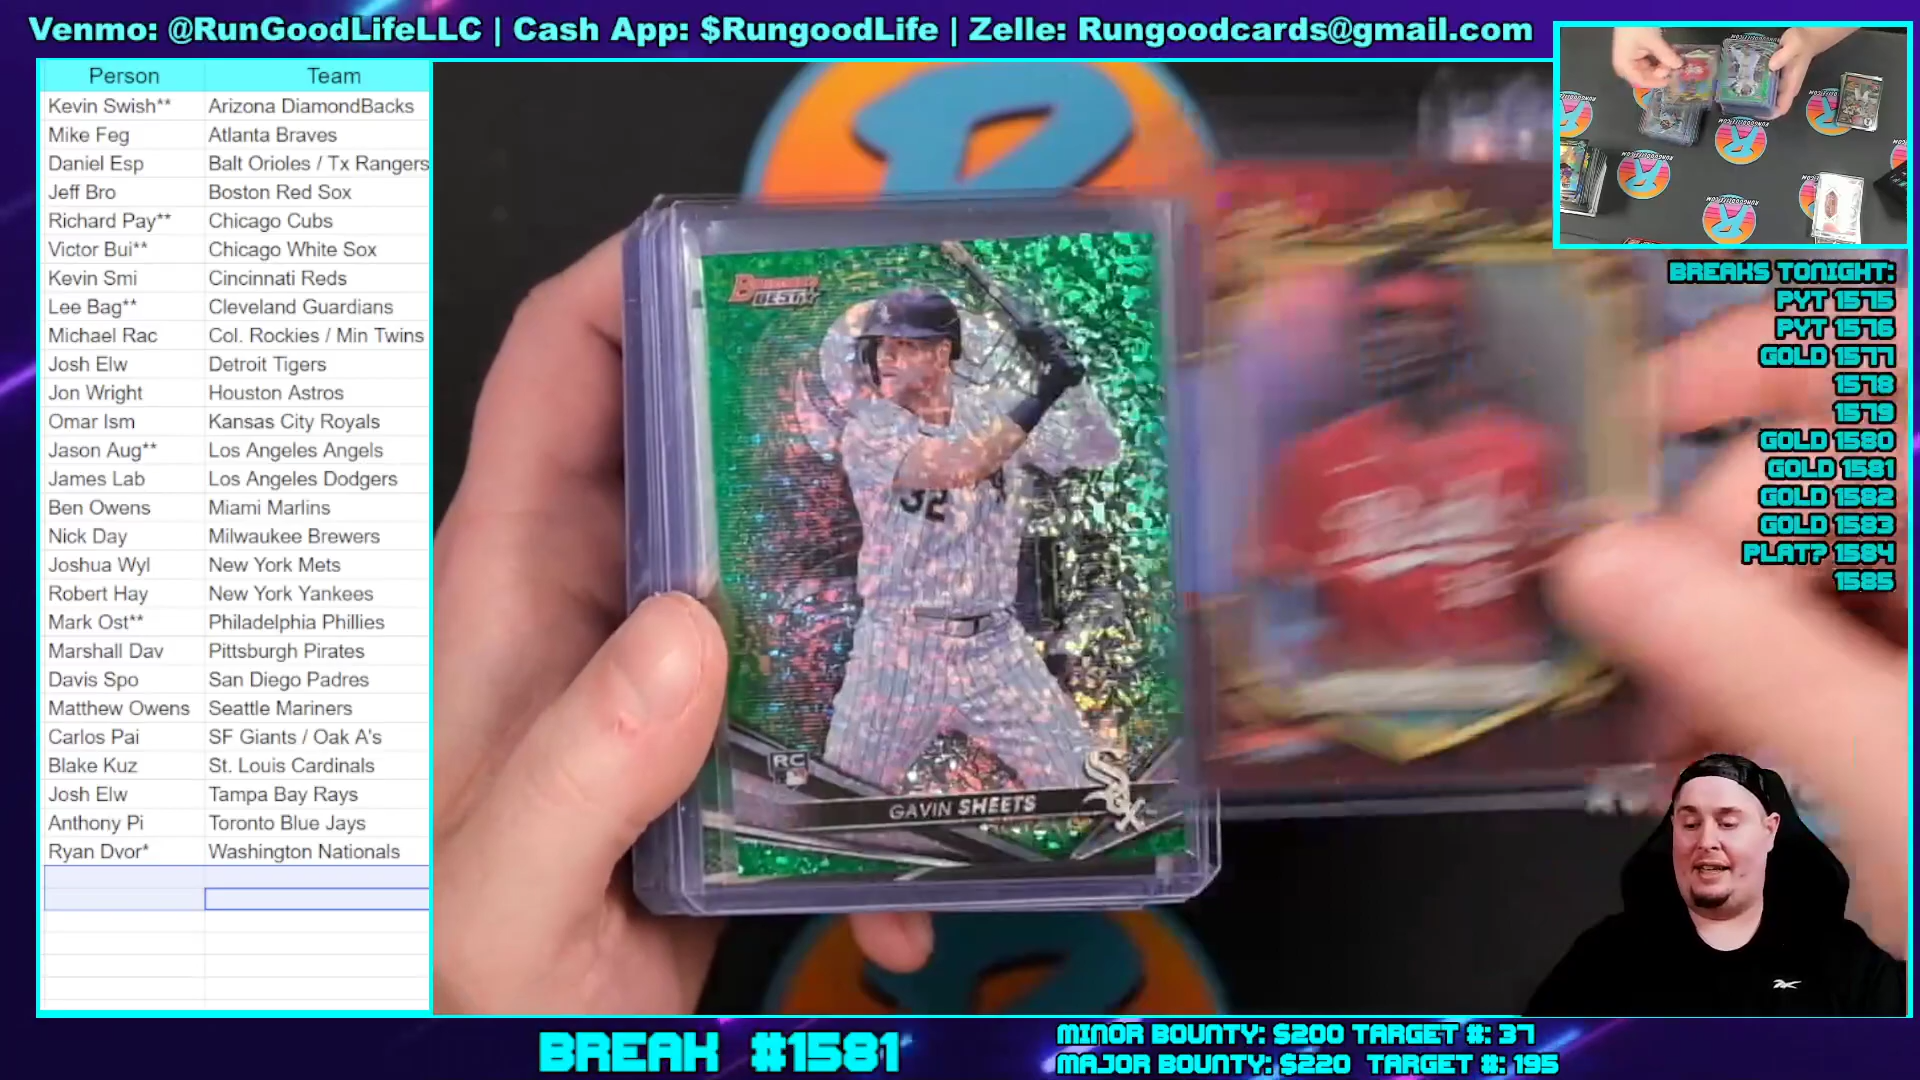 Venmo: @RunGoodLifeLLC | Cash App: $RungoodLife | Zelle: Rungoodcards@gmail.com
Person Team
Kevin Swish** Arizona DiamondBacks
Mike Feg Atlanta Braves
Daniel Esp Balt Orioles / Tx Rangers
Jeff Bro Boston Red Sox
Richard Pay** Chicago Cubs
Victor Bui** Chicago White Sox
Kevin Smi Cincinnati Reds
Lee Bag** Cleveland Guardians
Michael Rac Col. Rockies / Min Twins
Josh Elw Detroit Tigers
Jon Wright Houston Astros
Omar Ism Kansas City Royals
Jason Aug** Los Angeles Angels
James Lab Los Angeles Dodgers
Ben Owens Miami Marlins
Nick Day Milwaukee Brewers
Joshua Wyl New York Mets
Robert Hay New York Yankees
Mark Ost** Philadelphia Phillies
Marshall Dav Pittsburgh Pirates
Davis Spo San Diego Padres
Matthew Owens Seattle Mariners
Carlos Pai SF Giants / Oak A's
Blake Kuz St. Louis Cardinals
Josh Elw Tampa Bay Rays
Anthony Pi Toronto Blue Jays
Ryan Dvor* Washington Nationals
BOWMAN'S
BEST
32
RC
GAVIN SHEETS
SOX
BREAKS TONIGHT:
PYT 1575
PYT 1576
GOLD 1577
1578
1579
GOLD 1580
GOLD 1581
GOLD 1582
GOLD 1583
PLAT? 1584
1585
BREAK #1581
MINOR BOUNTY: $200 TARGET #: 37
MAJOR BOUNTY: $220 TARGET #: 195